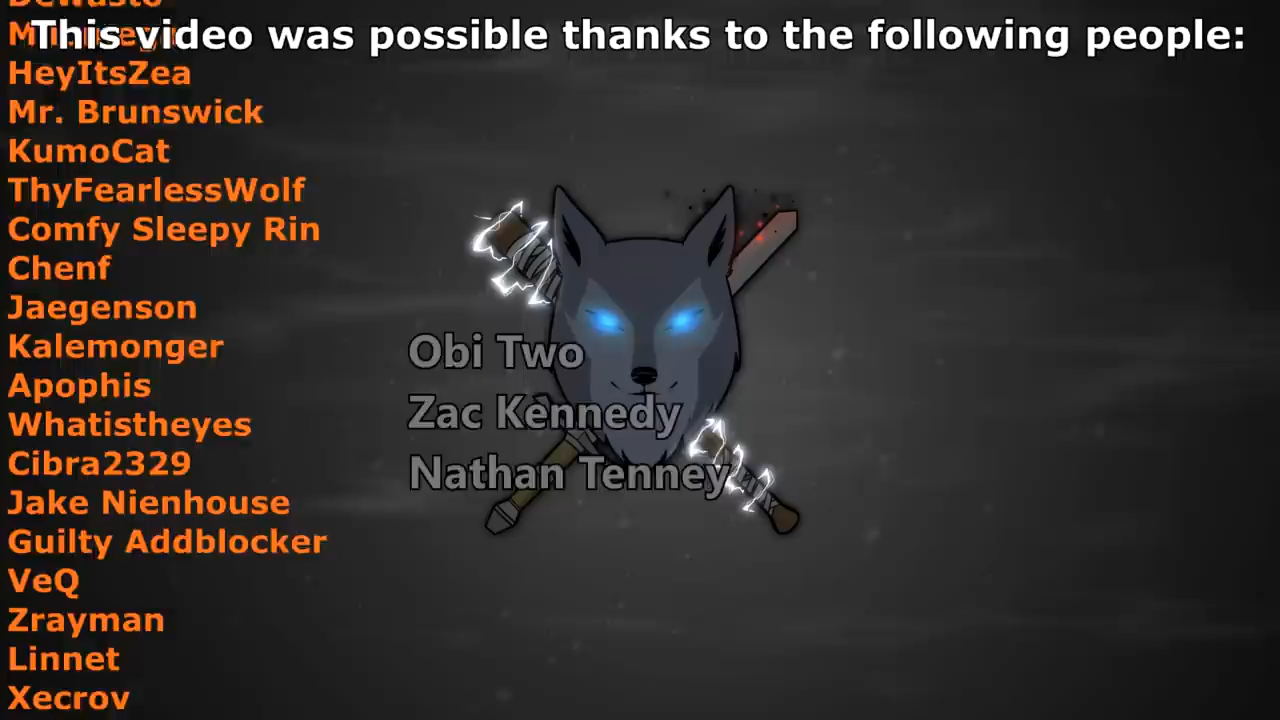 This video was possible thanks to the following people:
HeyItsZea
Mr. Brunswick
KumoCat
ThyFearlessWolf
Comfy Sleepy Rin
Chenf
Jaegenson
Kalemonger
Apophis
Whatistheyes
Cibra2329
Jake Nienhouse
Guilty Addblocker
VeQ
Zrayman
Linnet
Xecrov
Obi Two
Zac Kennedy
Nathan Tenney